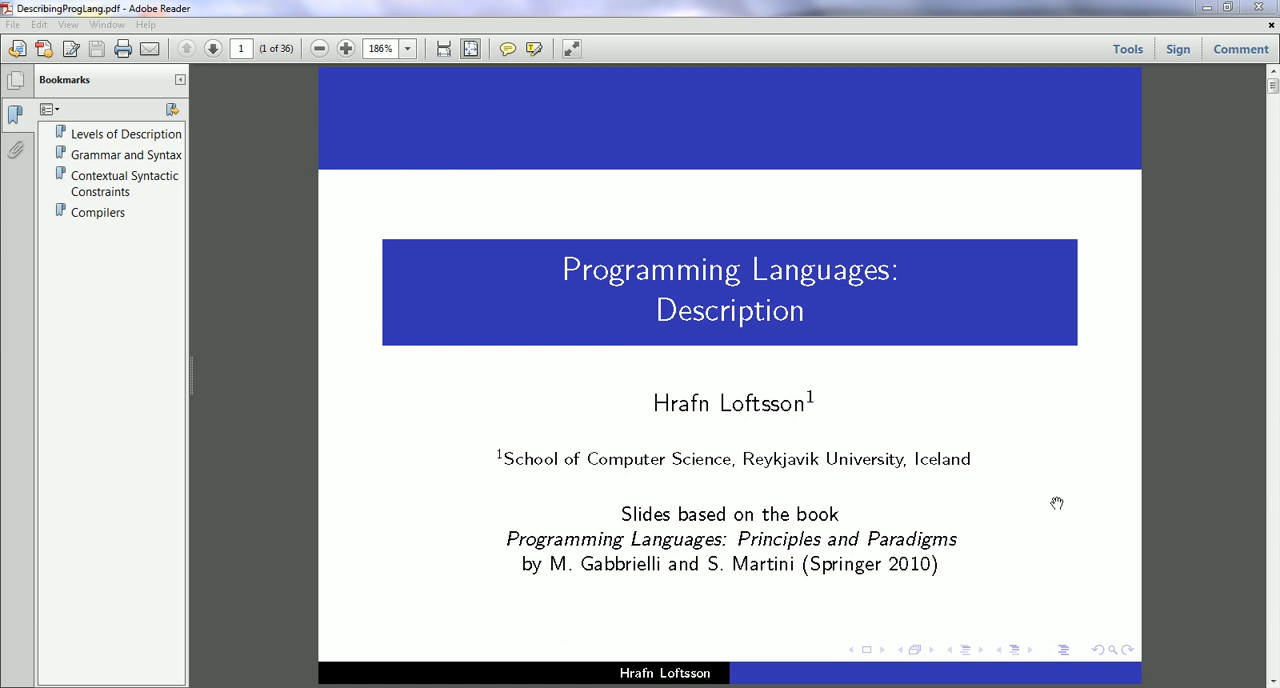 DescribingProgLang.pdf - Adobe Reader
File Edit View Window Help
1 (1 of 36) 186% Tools Sign Comment
Bookmarks
Levels of Description
Grammar and Syntax
Contextual Syntactic
Constraints
Compilers
Programming Languages:
Description
Hrafn Loftsson¹
¹School of Computer Science, Reykjavik University, Iceland
Slides based on the book
Programming Languages: Principles and Paradigms
by M. Gabbrielli and S. Martini (Springer 2010)
Hrafn Loftsson